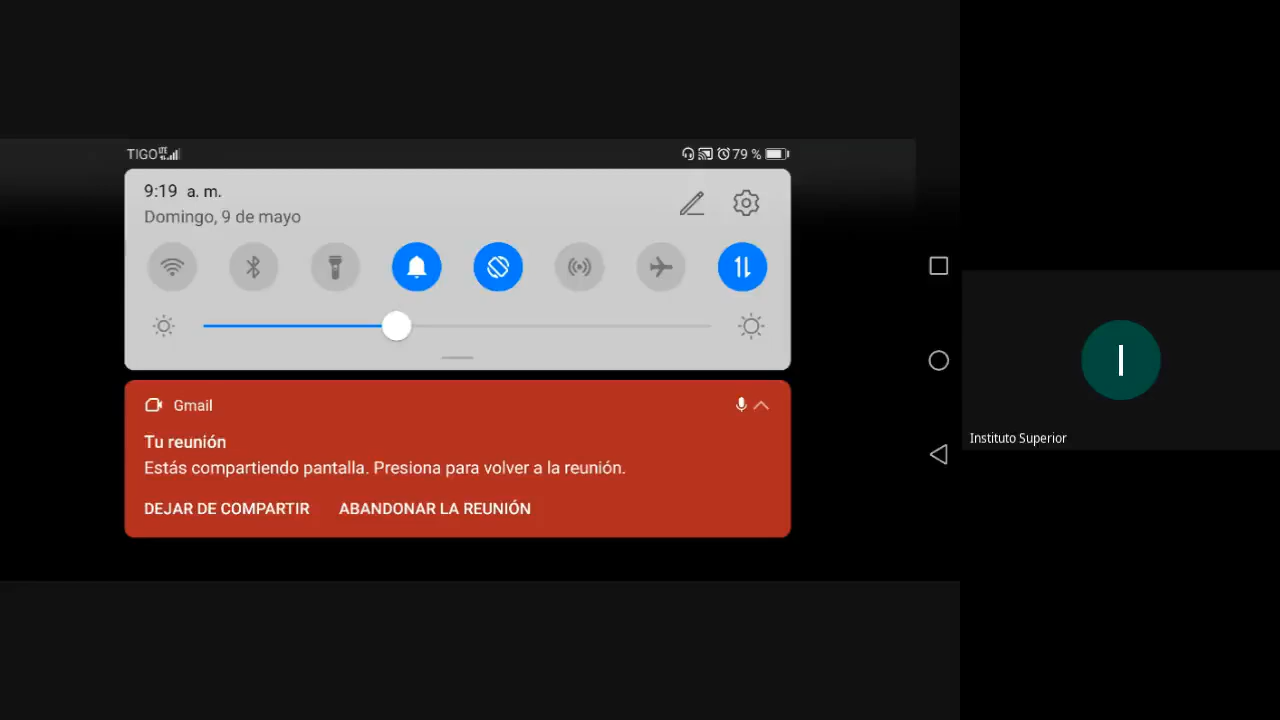 TIGO LTE 79 %
9:19 a. m.
Domingo, 9 de mayo
Gmail
Tu reunión
Estás compartiendo pantalla. Presiona para volver a la reunión.
DEJAR DE COMPARTIR ABANDONAR LA REUNIÓN
I
Instituto Superior